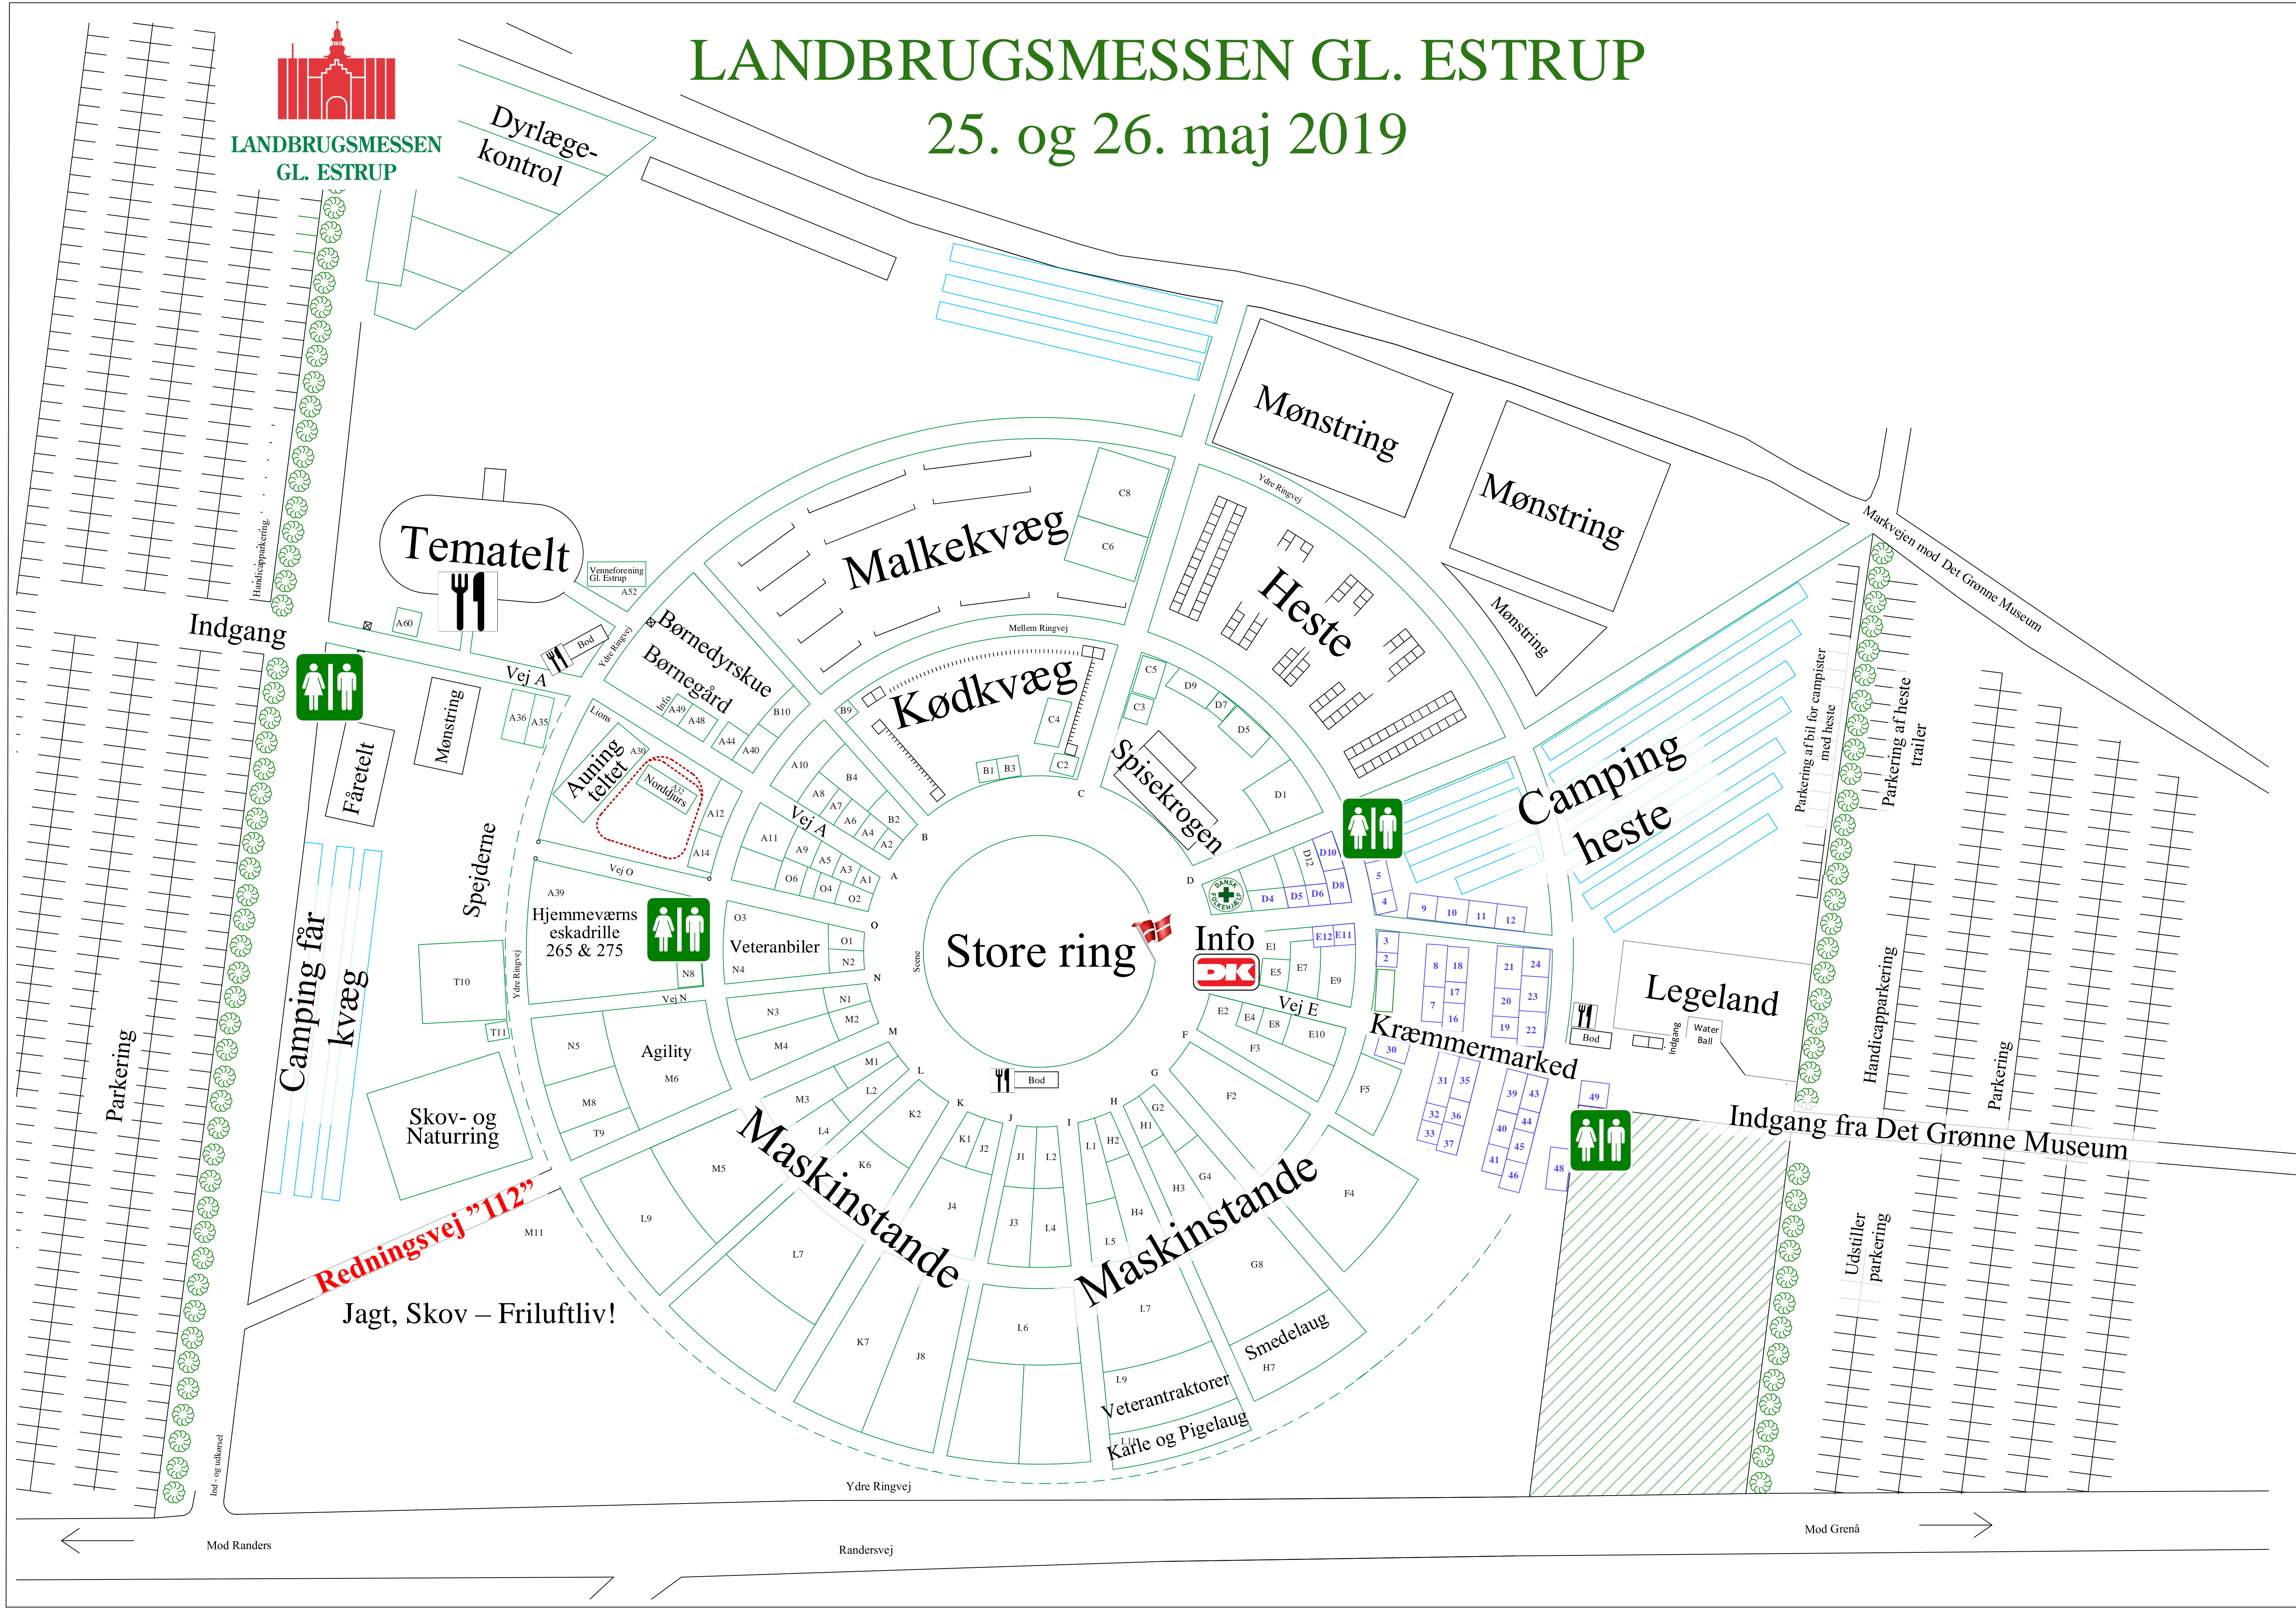 LANDBRUGSMESSEN GL. ESTRUP
25. og 26. maj 2019
LANDBRUGSMESSEN
GL. ESTRUP
Dyrlæge-
kontrol
Mønstring
Mønstring
Mønstring
Ydre Ringvej
Markvejen mod Det Grønne Museum
Handicapparkering.
Tematelt
Venneforening
Gl. Estrup
A52
Malkekvæg
C8
C6
Heste
Indgang
A60
Bod
Ydre Ringvej
Børnedyrskue
Børnegård
Info
A49
A48
A44
A40
B10
Mellem Ringvej
Kødkvæg
B9
C4
B1
B3
C2
C
C5
C3
D9
D7
D5
D1
Spisekrogen
Vej A
Mønstring
A36
A35
Lions
Auning
teltet
A30
A32
Norddjurs
A12
A14
Fåretelt
A10
B4
A8
A7
A6
B2
A4
A2
B
Vej A
A11
A9
A5
A3
A1
A
O6
O4
O2
Camping
heste
Parkering af bil for campister
med heste
Parkering af heste
trailer
Spejderne
Vej O
A39
Hjemmeværns
eskadrille
265 & 275
N8
Vej N
O3
Veteranbiler
O1
N2
N4
O
N
Scene
Store ring
D
DANSK
FOLKEHJÆLP
D12
D10
D8
D4
D5
D6
5
4
9
10
11
12
Info
DK
E1
E12
E11
E5
E7
E9
3
2
8
18
17
7
16
21
24
20
23
19
22
Legeland
Indgang
Water
Ball
Bod
Handicapparkering
Parkering
Camping får
kvæg
T10
T11
Ydre Ringvej
N5
Agility
M6
M8
T9
N3
N1
M2
M4
M
Vej E
E2
E4
E8
E10
F
F3
F5
Kræmmermarked
30
31
35
32
36
33
37
39
43
40
44
45
41
46
49
48
Indgang fra Det Grønne Museum
Parkering
Skov- og
Naturring
M1
L2
M3
L4
L
K2
K
K6
K1
J2
J
J4
J1
I.2
J3
I.4
I
Bod
H
G
I.1
H2
H1
G2
H3
G4
H4
I.5
F2
F4
M5
L9
L7
Maskinstande
Maskinstande
Redningsvej "112"
M11
Jagt, Skov – Friluftliv!
K7
J8
I.6
I.7
G8
Smedelaug
H7
I.9
Veterantraktorer
Karle og Pigelaug
Udstiller
parkering
Ind - og udkørsel
Ydre Ringvej
Mod Randers
Randersvej
Mod Grenå